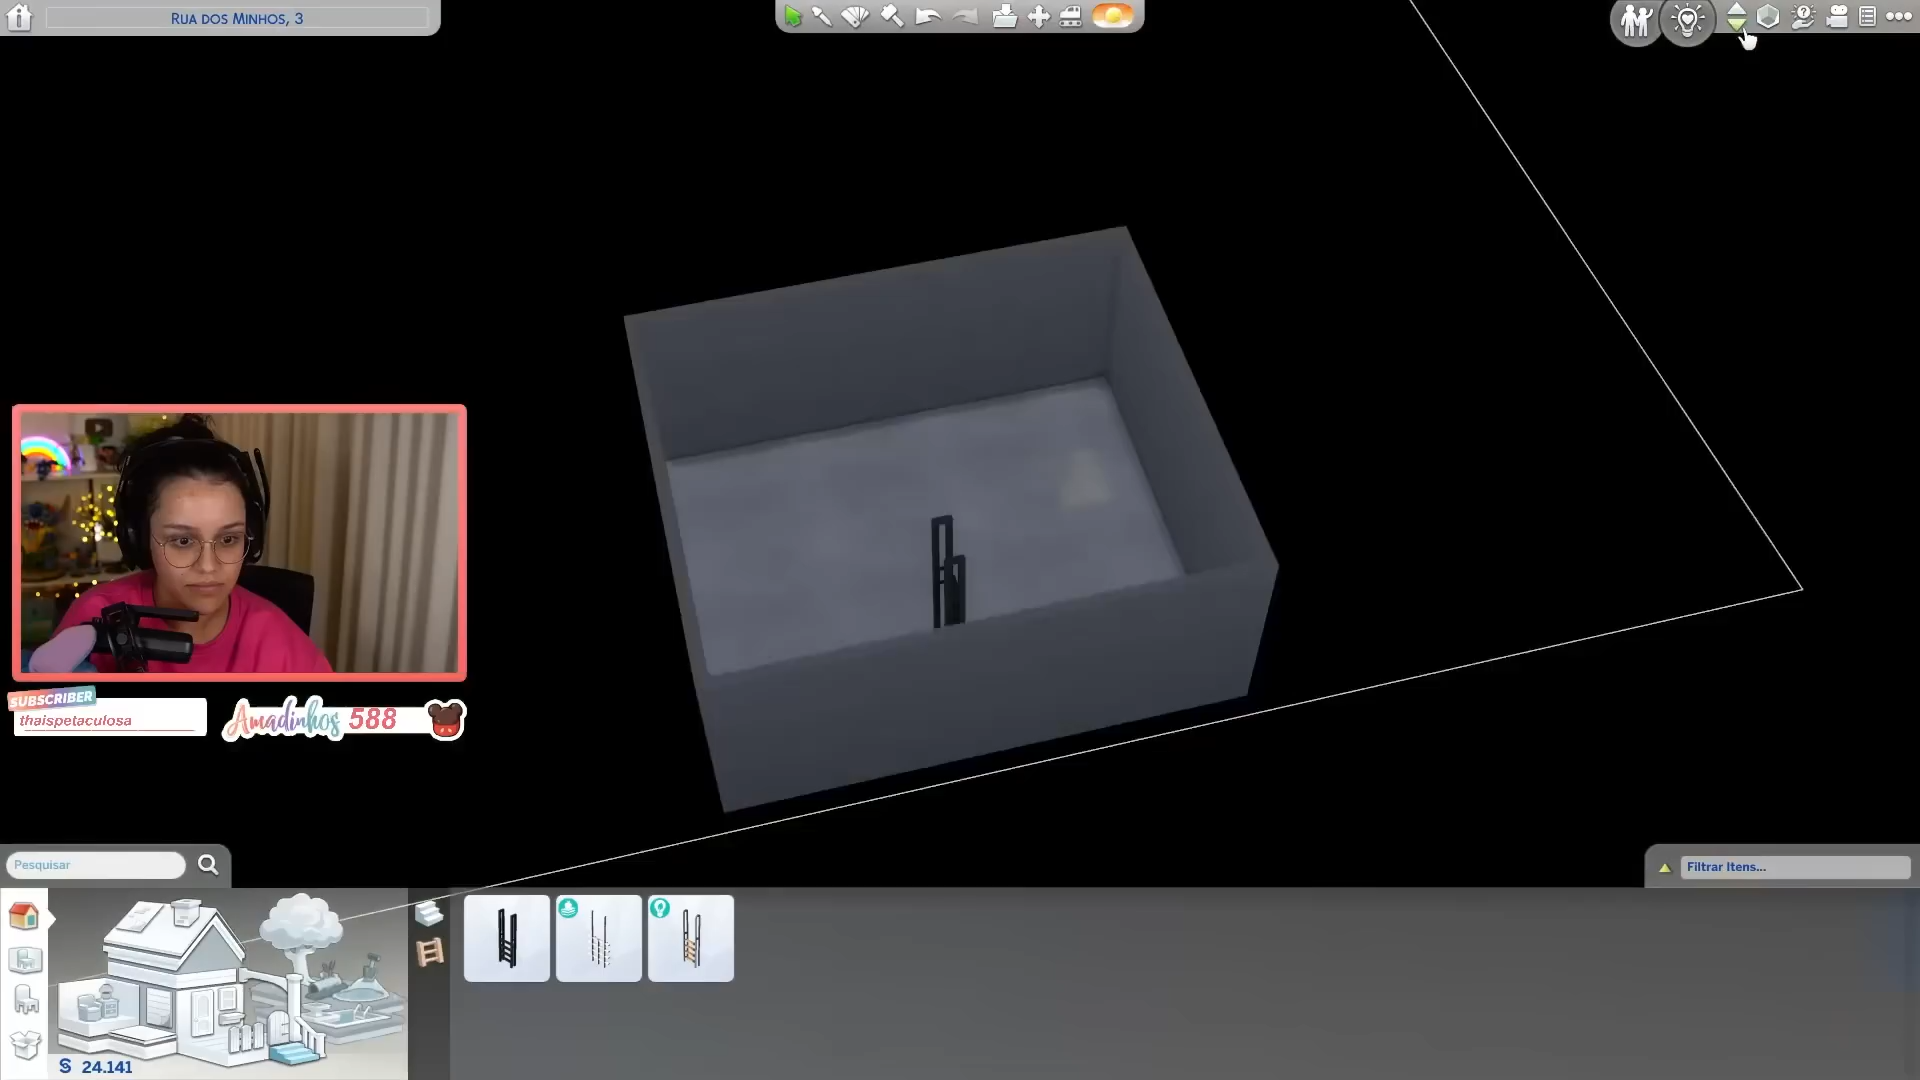 Rua dos Minhos, 3
SUBSCRIBER
thaispetaculosa
Amadinhos 588
Pesquisar
Filtrar Itens...
24.141